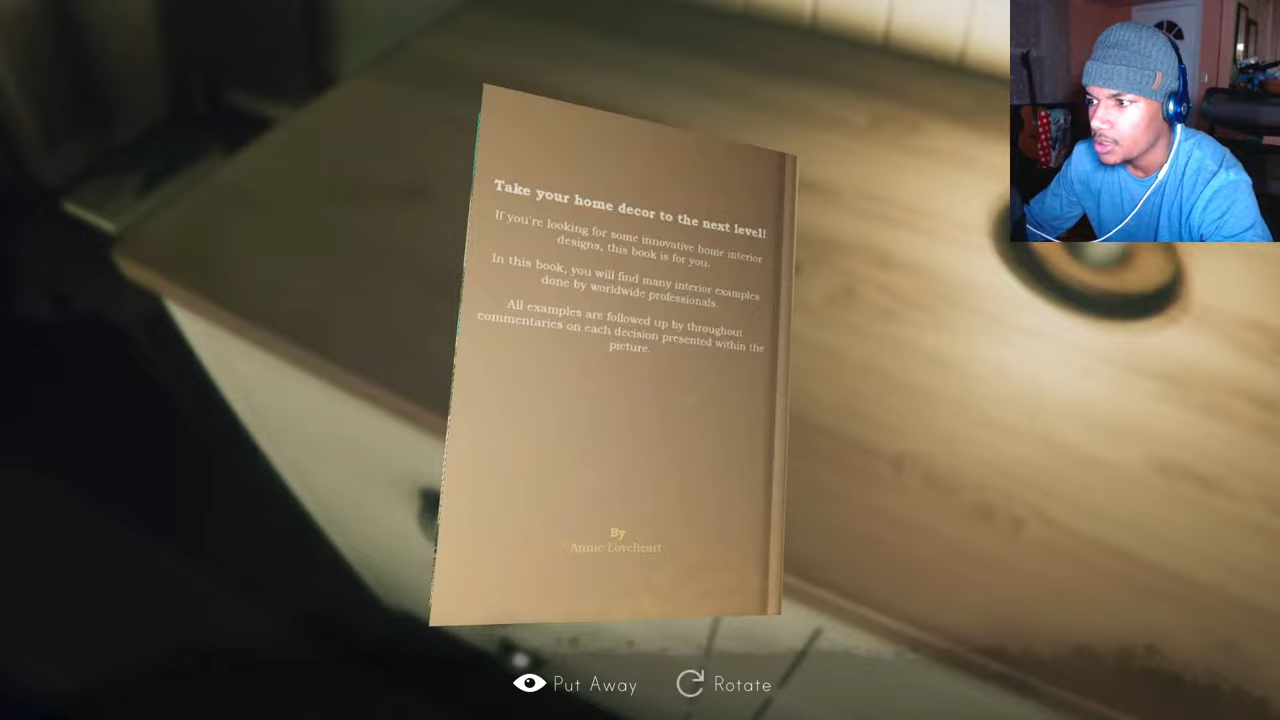 Take your home decor to the next level!
If you're looking for some innovative home interior
designs, this book is for you.
In this book, you will find many interior examples
done by worldwide professionals.
All examples are followed up by throughout
commentaries on each decision presented within the
picture.
By
Annie Loveheart
Put Away
Rotate